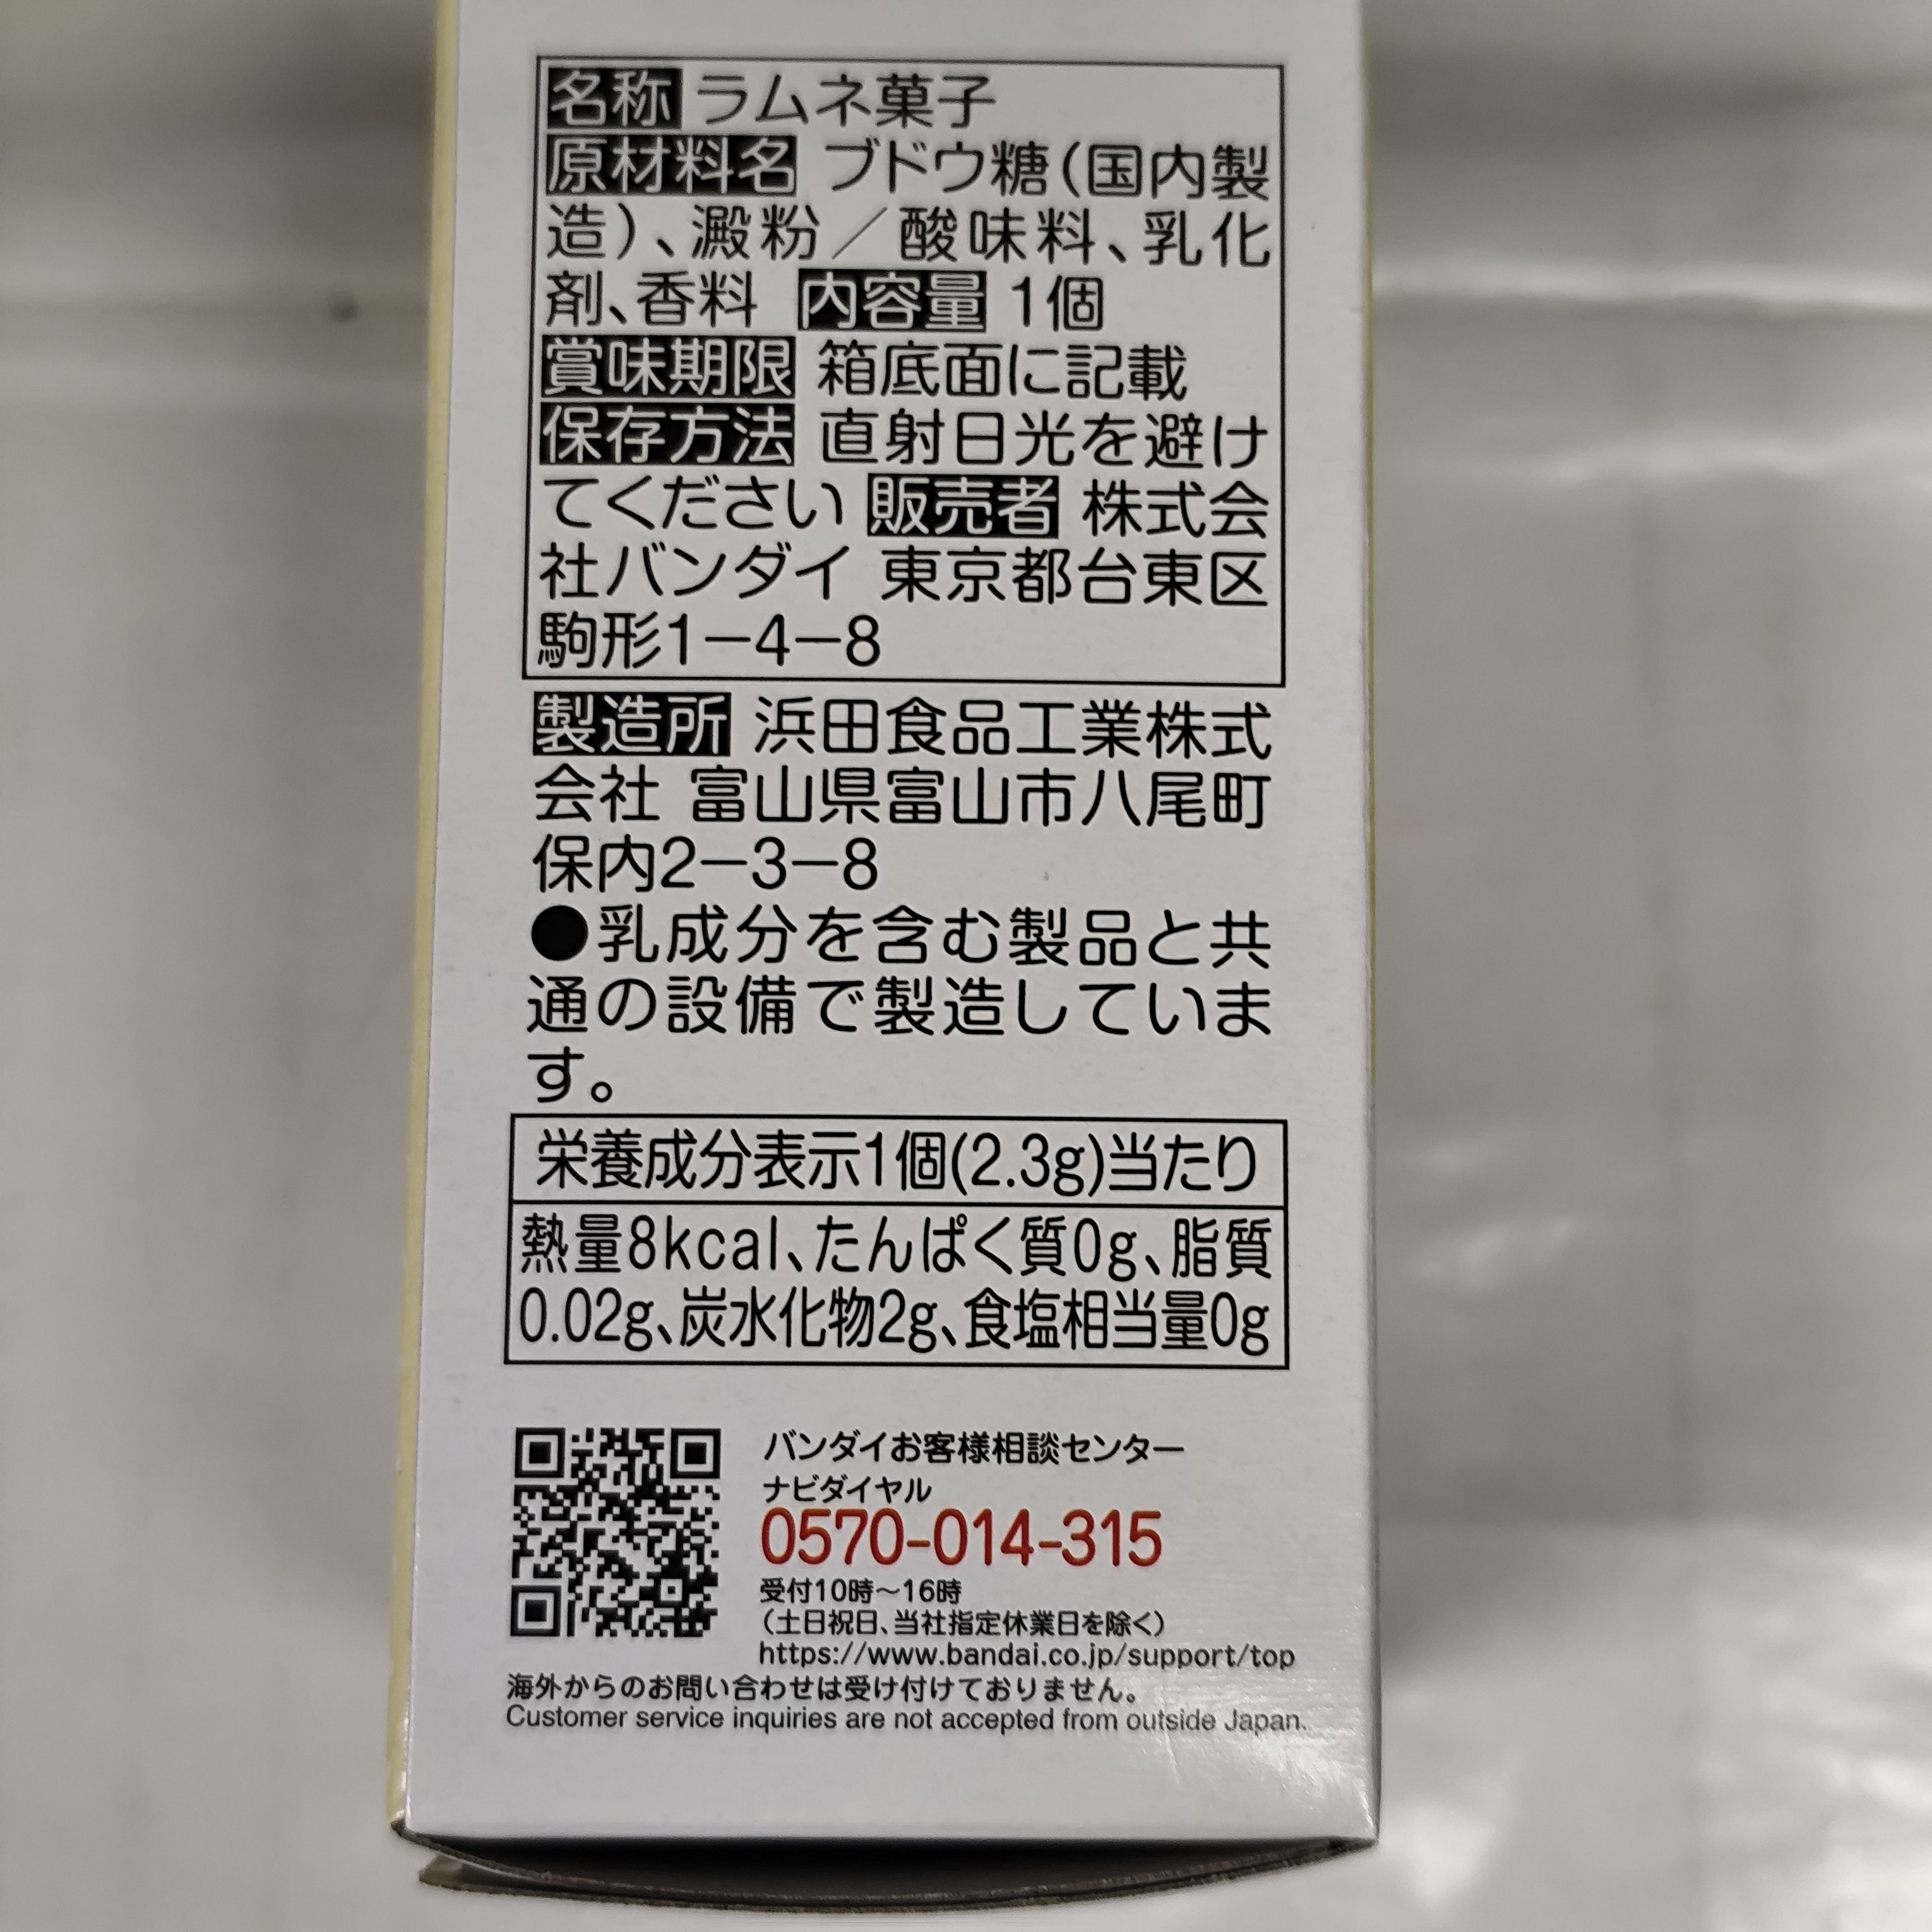 名称 ラムネ菓子
原材料名 ブドウ糖(国内製
造)、澱粉／酸味料、乳化
剤、香料 内容量 1個
賞味期限 箱底面に記載
保存方法 直射日光を避け
てください 販売者 株式会
社バンダイ 東京都台東区
駒形1−4−8
製造所 浜田食品工業株式
会社 富山県富山市八尾町
保内2−3−8
●乳成分を含む製品と共
通の設備で製造していま
す。
栄養成分表示1個(2.3g)当たり
熱量8kcal、たんぱく質0g、脂質
0.02g、炭水化物2g、食塩相当量0g
バンダイお客様相談センター
ナビダイヤル
0570-014-315
受付10時〜16時
(土日祝日、当社指定休業日を除く)
https://www.bandai.co.jp/support/top
海外からのお問い合わせは受け付けておりません。
Customer service inquiries are not accepted from outside Japan.